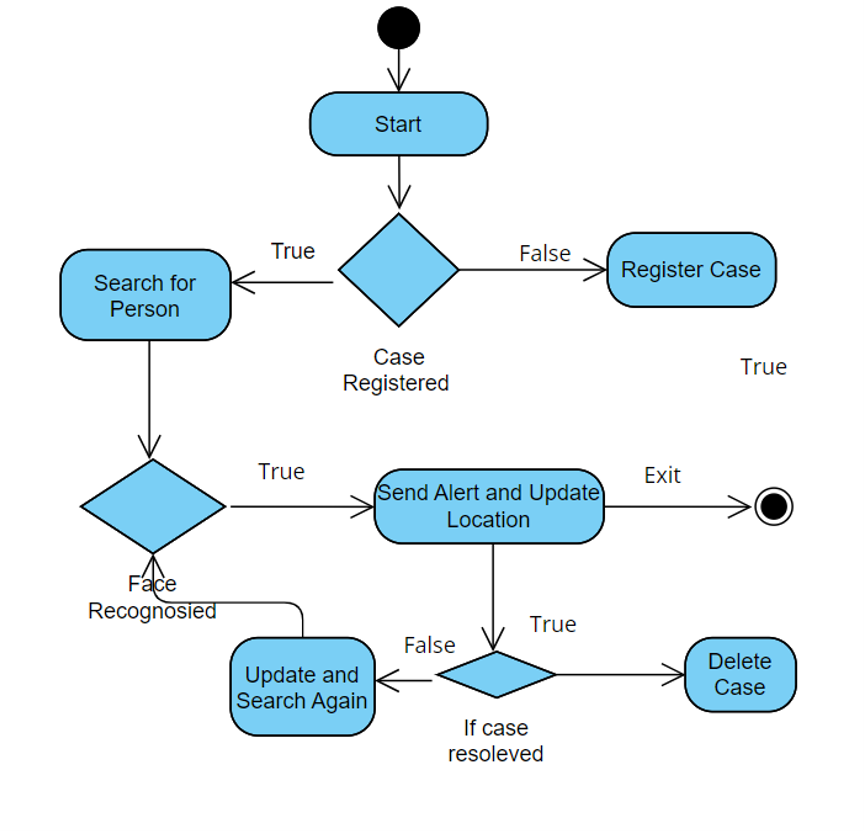 Start
True
False
Search for
Person
Register Case
Case
Registered
True
True
Send Alert and Update
Location
Exit
Face
Recognosied
False
True
Update and
Search Again
Delete
Case
If case
resoleved